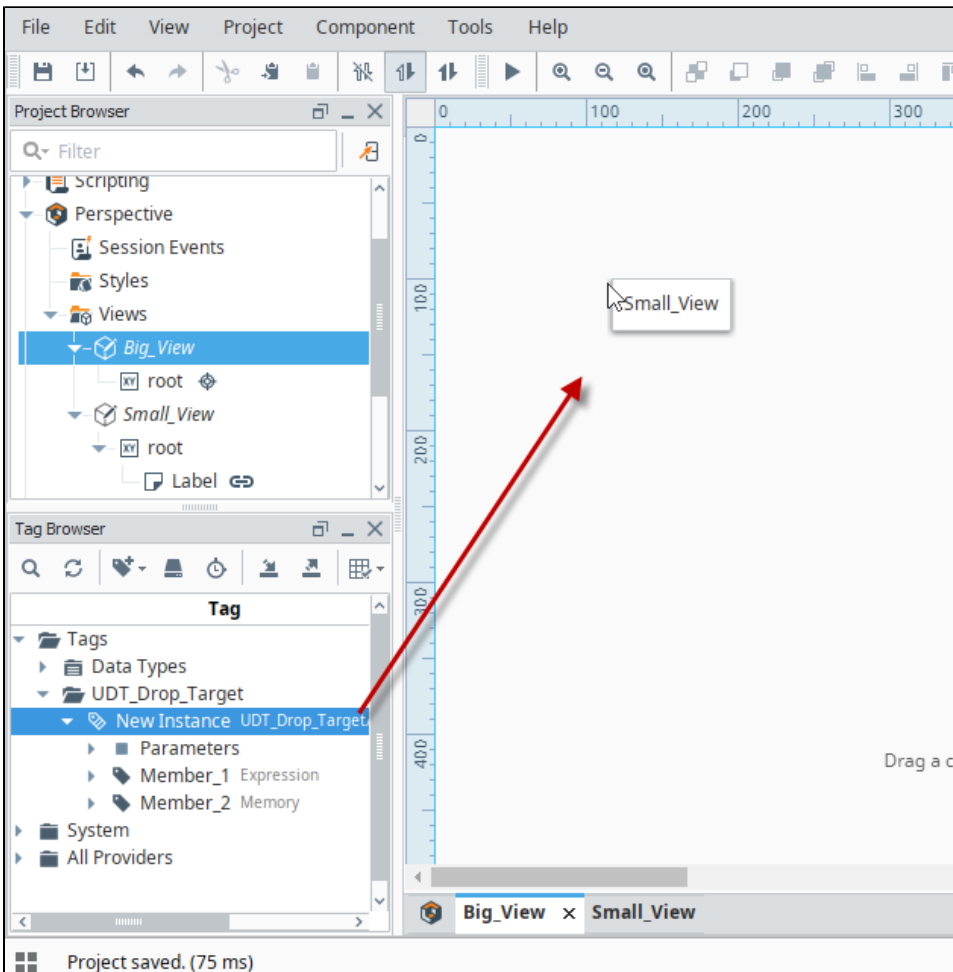 File Edit View Project Component Tools Help
Project Browser
Filter
Scripting
Perspective
Session Events
Styles
Views
Big_View
root
Small_View
root
Label
Tag Browser
Tag
Tags
Data Types
UDT_Drop_Target
New Instance UDT_Drop_Target
Parameters
Member_1 Expression
Member_2 Memory
System
All Providers
0 100 200 300
0
100
200
300
400
Small_View
Drag a c
Big_View Small_View
Project saved. (75 ms)